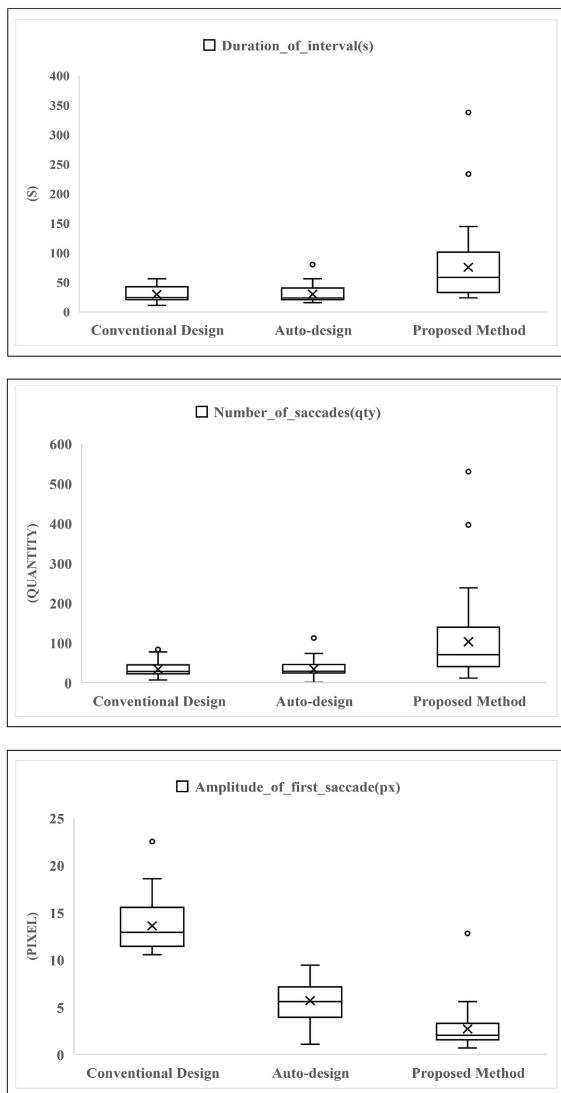 Duration_of_interval(s)
400
350
300
250
200
150
100
50
0
(S)
Conventional Design Auto-design Proposed Method
Number_of_saccades(qty)
600
500
400
300
200
100
0
(QUANTITY)
Conventional Design Auto-design Proposed Method
Amplitude_of_first_saccade(px)
25
20
15
10
5
0
(PIXEL)
Conventional Design Auto-design Proposed Method